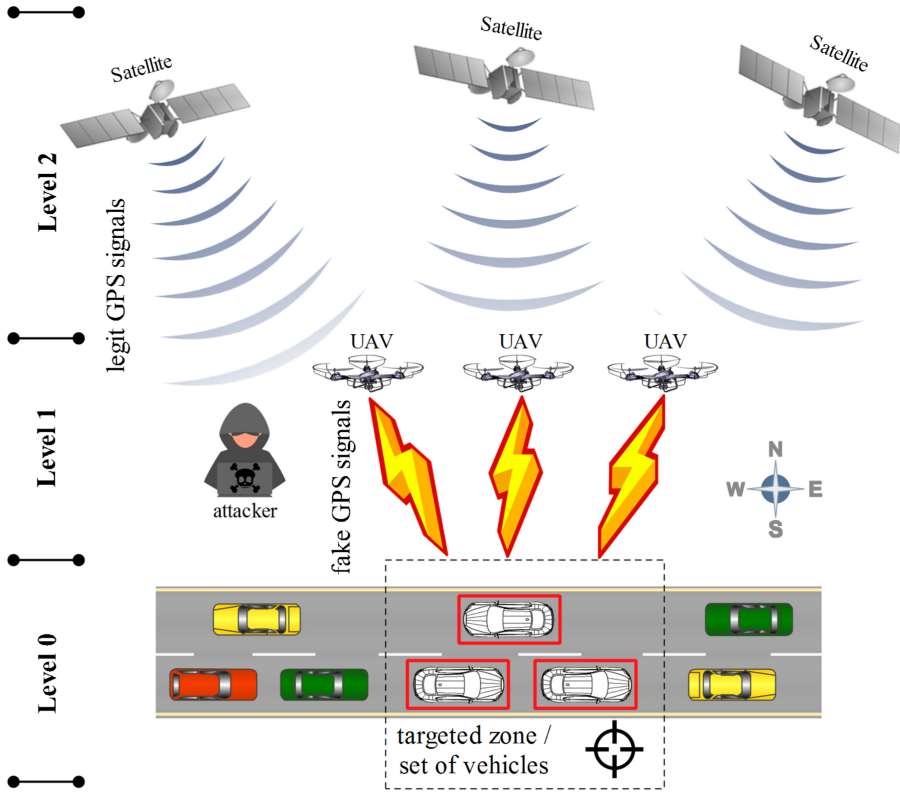 Satellite
Satellite
Satellite
Level 2
legit GPS signals
UAV
UAV
UAV
Level 1
attacker
fake GPS signals
N
W
E
S
Level 0
targeted zone /
set of vehicles